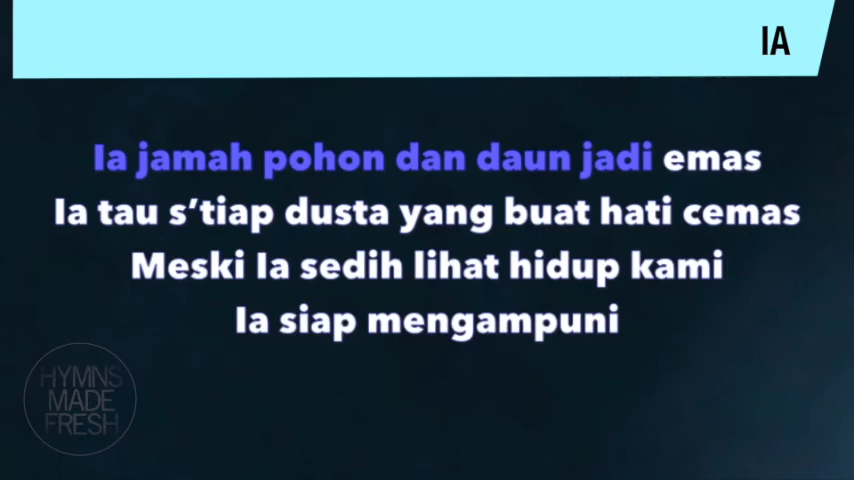 IA
Ia jamah pohon dan daun jadi emas
Ia tau s'tiap dusta yang buat hati cemas
Meski Ia sedih lihat hidup kami
Ia siap mengampuni
HYMNS
MADE
FRESH